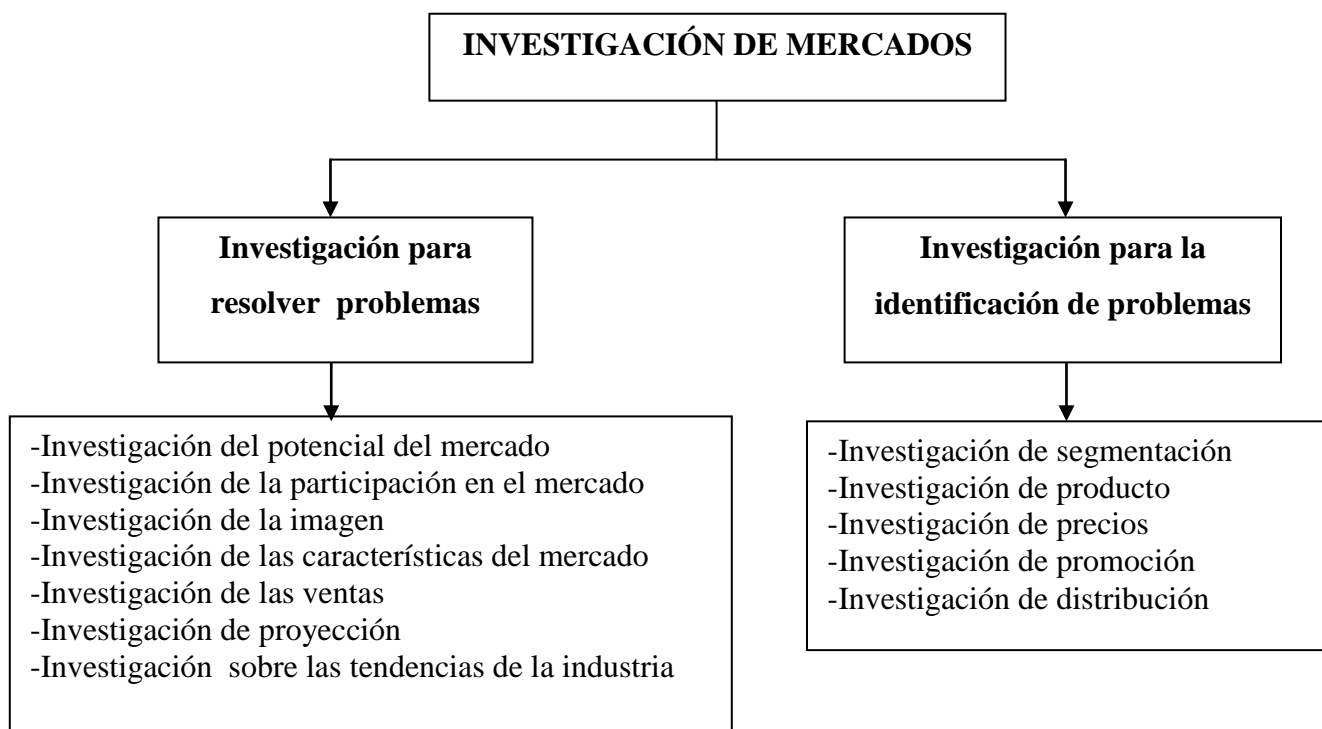 INVESTIGACIÓN DE MERCADOS
Investigación para
resolver problemas
Investigación para la
identificación de problemas
-Investigación del potencial del mercado
-Investigación de la participación en el mercado
-Investigación de la imagen
-Investigación de las características del mercado
-Investigación de las ventas
-Investigación de proyección
-Investigación sobre las tendencias de la industria
-Investigación de segmentación
-Investigación de producto
-Investigación de precios
-Investigación de promoción
-Investigación de distribución